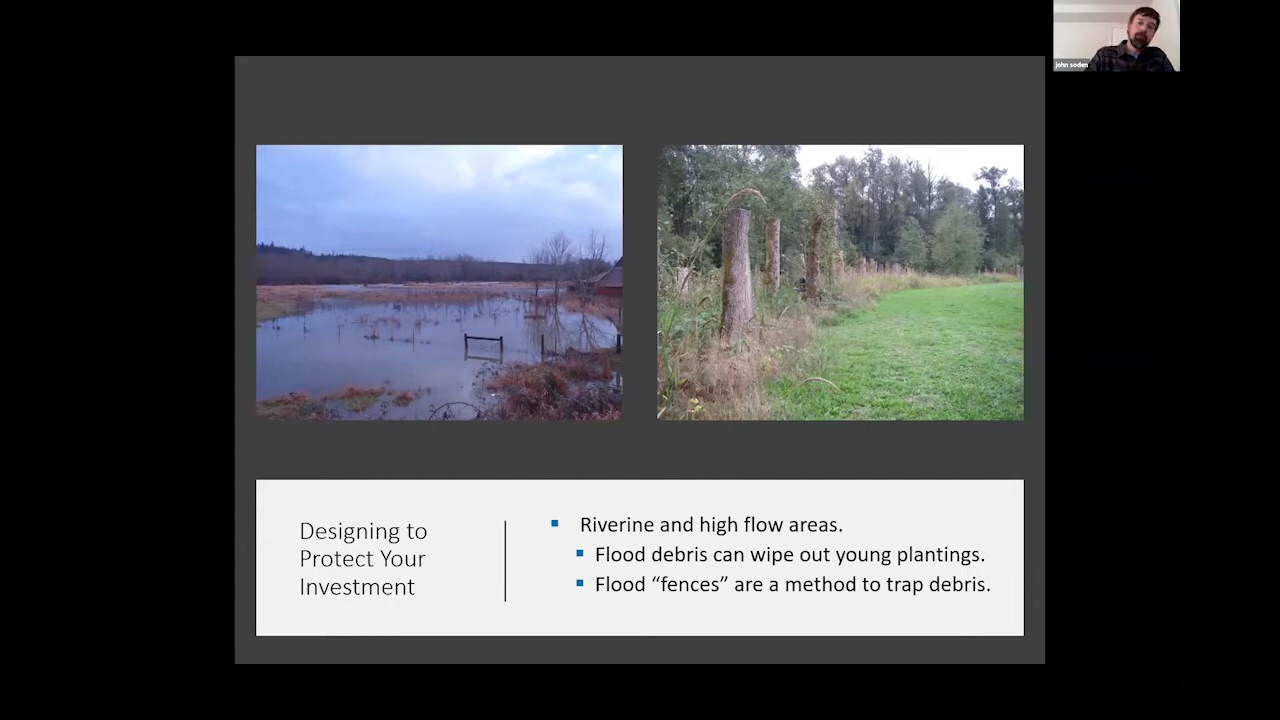 john soden
Designing to
Protect Your
Investment
Riverine and high flow areas.
Flood debris can wipe out young plantings.
Flood “fences” are a method to trap debris.